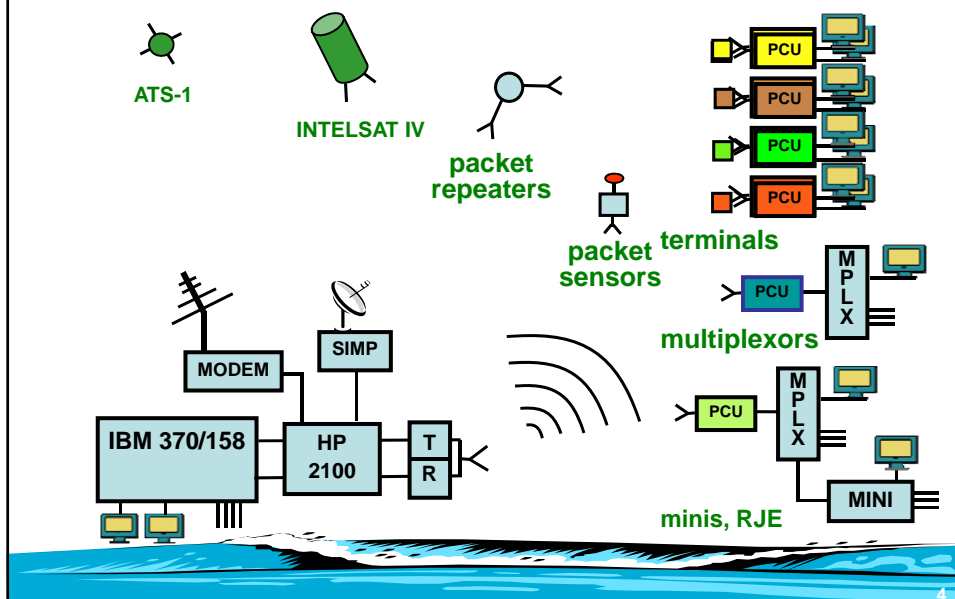 ATS-1
INTELSAT IV
packet
repeaters
packet
sensors
PCU
PCU
PCU
PCU
terminals
PCU
M
P
L
X
multiplexors
PCU
M
P
L
X
MINI
minis, RJE
MODEM
SIMP
IBM 370/158
HP
2100
T
R
4